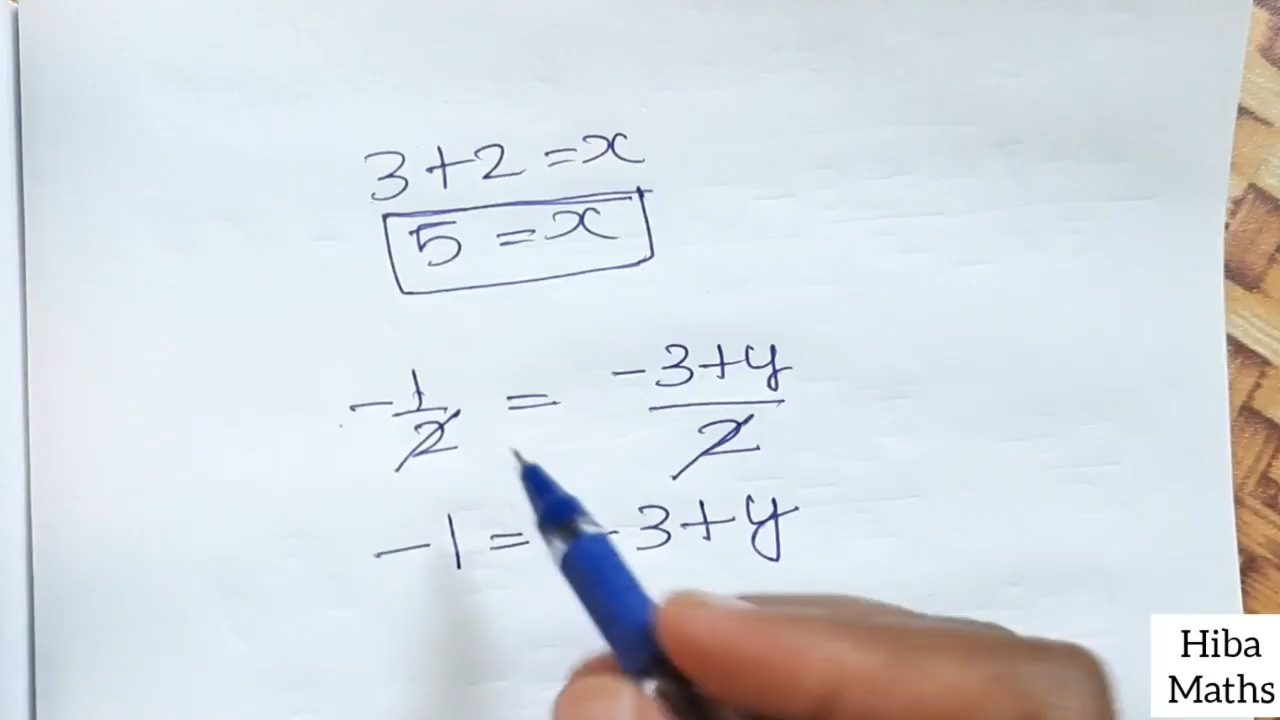 3+2=x
5=x
-1/2 = -3+y/2
-1=-3+y
Hiba
Maths